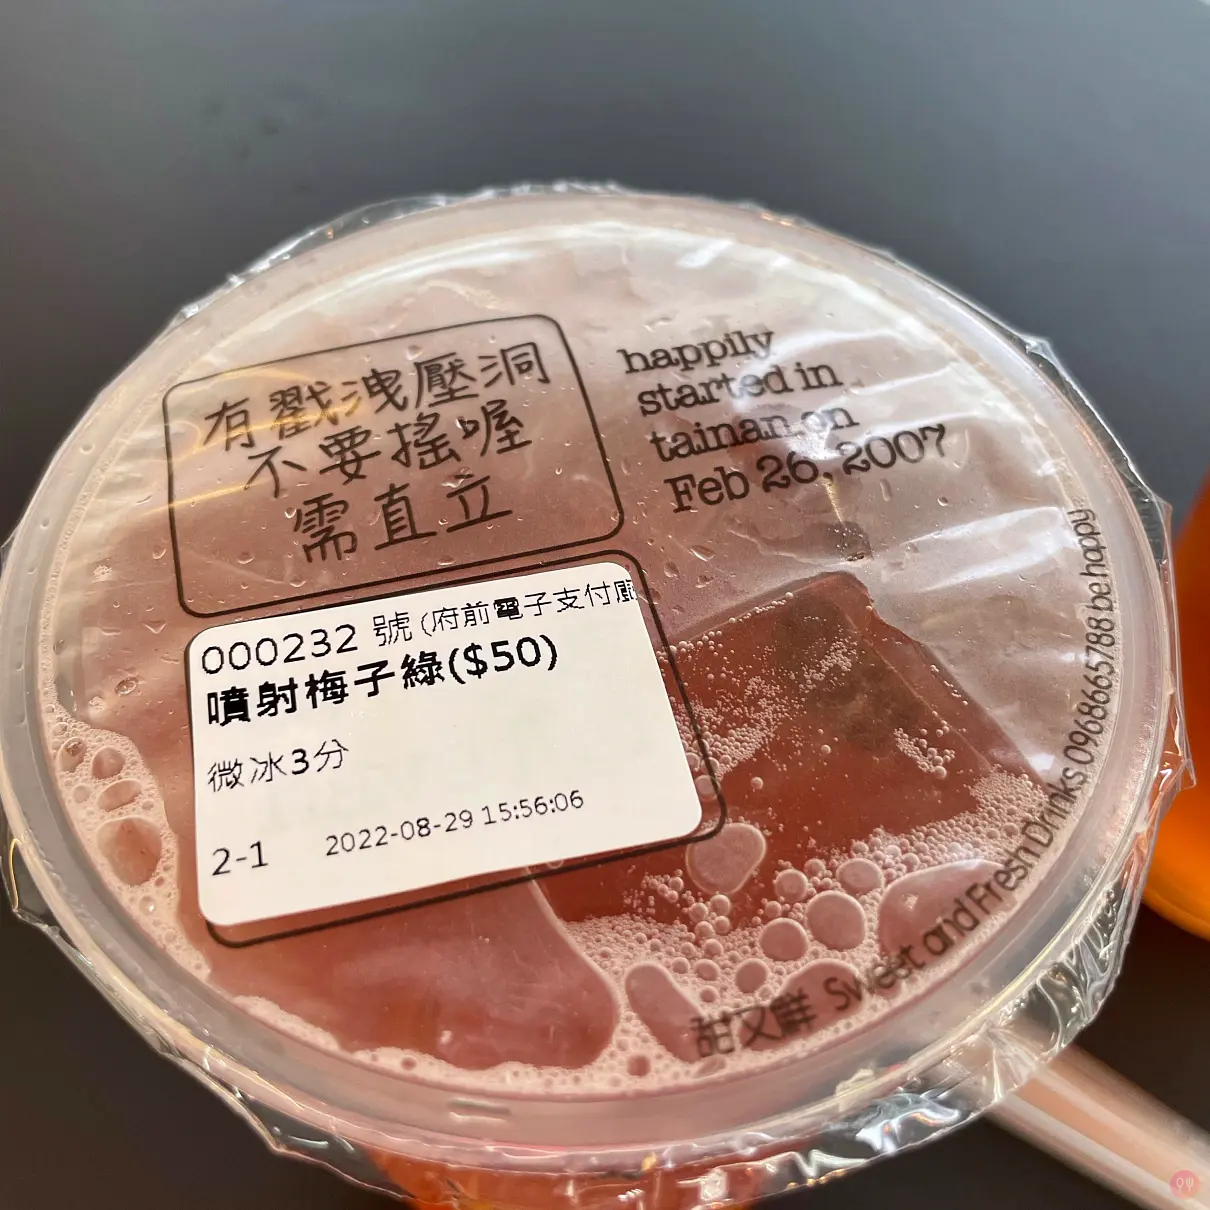 有戳洩壓洞
不要搖喔
需直立
happily
started in
tainan on
Feb 26, 2007
000232 號 (府前電子支付
噴射梅子綠($50)
微冰3分
2-1 2022-08-29 15:56:06
甜又鮮 Sweet and Fresh Drinks 0968665788 be happy